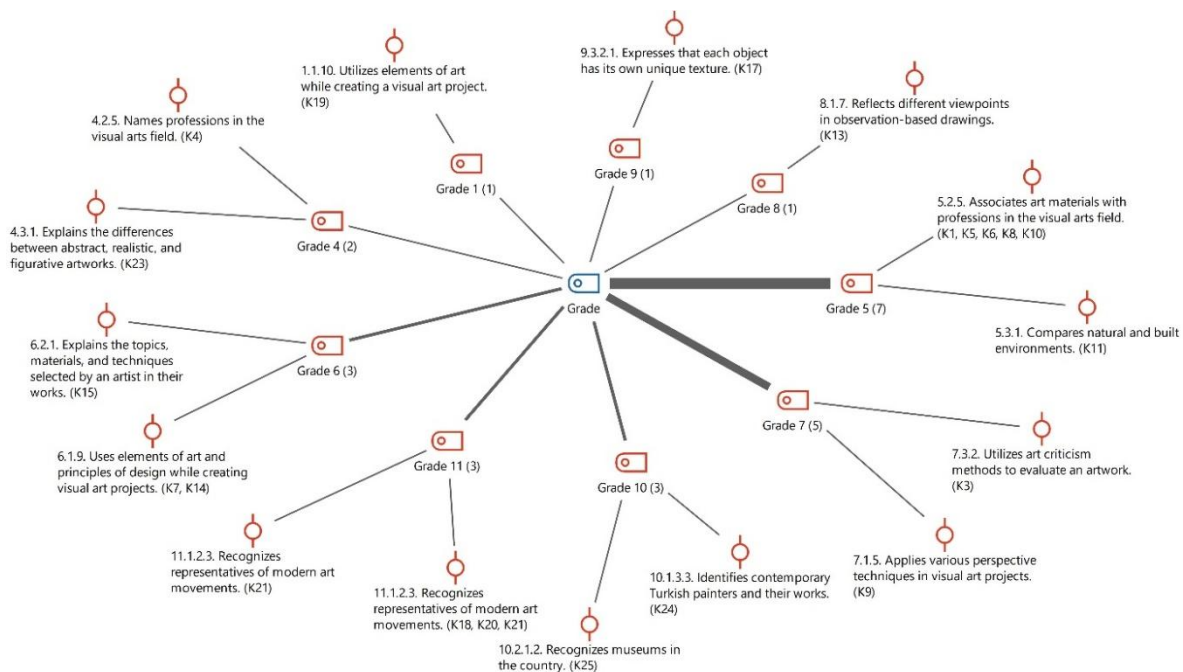 9.3.2.1. Expresses that each object
has its own unique texture. (K17)
1.1.10. Utilizes elements of art
while creating a visual art project.
(K19)
8.1.7. Reflects different viewpoints
in observation-based drawings.
(K13)
4.2.5. Names professions in the
visual arts field. (K4)
Grade 1 (1)
Grade 9 (1)
Grade 8 (1)
5.2.5. Associates art materials with
professions in the visual arts field.
(K1, K5, K6, K8, K10)
4.3.1. Explains the differences
between abstract, realistic, and
figurative artworks. (K23)
Grade 4 (2)
Grade
Grade 5 (7)
5.3.1. Compares natural and built
environments. (K11)
6.2.1. Explains the topics,
materials, and techniques
selected by an artist in their
works. (K15)
Grade 6 (3)
Grade 7 (5)
7.3.2. Utilizes art criticism
methods to evaluate an artwork.
(K3)
6.1.9. Uses elements of art and
principles of design while creating
visual art projects. (K7, K14)
Grade 11 (3)
Grade 10 (3)
11.1.2.3. Recognizes
representatives of modern art
movements. (K21)
11.1.2.3. Recognizes
representatives of modern art
movements. (K18, K20, K21)
10.1.3.3. Identifies contemporary
Turkish painters and their works.
(K24)
7.1.5. Applies various perspective
techniques in visual art projects.
(K9)
10.2.1.2. Recognizes museums in
the country. (K25)